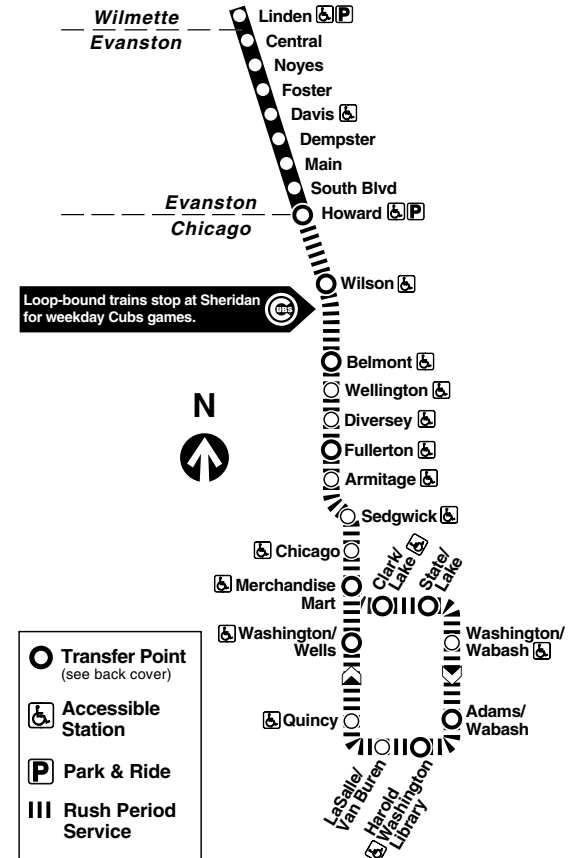 Wilmette
Evanston
Linden P
Central
Noyes
Foster
Davis
Dempster
Main
South Blvd
Evanston
Chicago
Howard P
Wilson
Loop-bound trains stop at Sheridan
for weekday Cubs games.
CUBS
Belmont
Wellington
N
Diversey
Fullerton
Armitage
Sedgwick
Chicago
Merchandise
Mart
Clark/
Lake
State/
Lake
Washington/
Wells
Washington/
Wabash
Quincy
Adams/
Wabash
LaSalle/
Van Buren
Harold
Washington
Library
Transfer Point
(see back cover)
Accessible
Station
P Park & Ride
Rush Period
Service